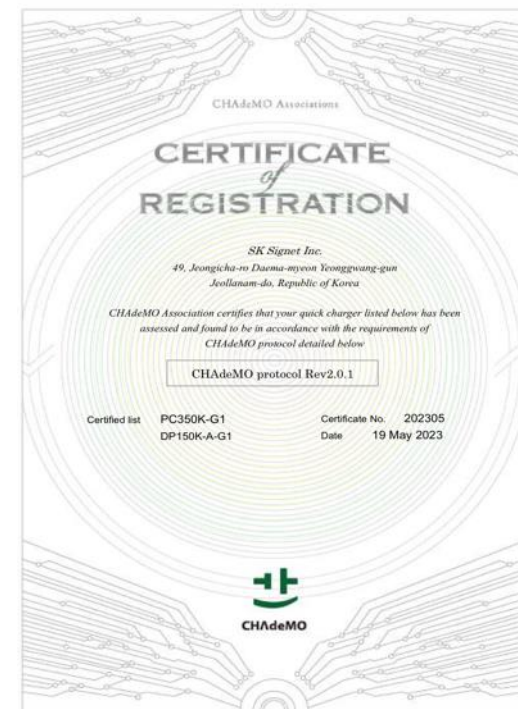 CHAdeMO Associations
CERTIFICATE
of
REGISTRATION
SK Signet Inc.
49, Jeongicha-ro Daema-myeon Yeonggwang-gun
Jeollanam-do, Republic of Korea
CHAdeMO Association certifies that your quick charger listed below has been
assessed and found to be in accordance with the requirements of
CHAdeMO protocol detailed below
CHAdeMO protocol Rev2.0.1
Certified list PC350K-G1 Certificate No. 202305
DP150K-A-G1 Date 19 May 2023
CHΛdeMO